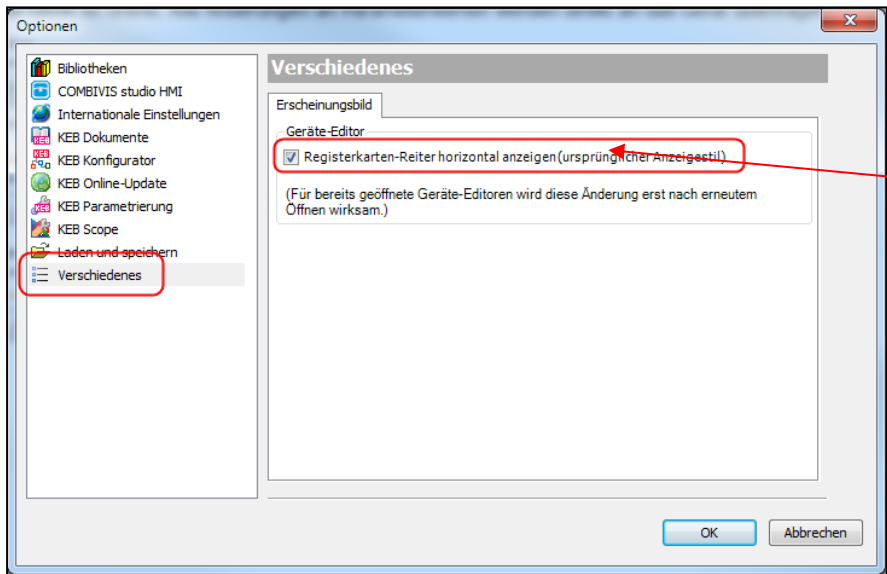 Optionen
Bibliotheken
COMBIVIS studio HMI
Internationale Einstellungen
KEB Dokumente
KEB Konfigurator
KEB Online-Update
KEB Parametrierung
KEB Scope
Laden und speichern
Verschiedenes
Verschiedenes
Erscheinungsbild
Geräte-Editor
Registerkarten-Reiter horizontal anzeigen (ursprünglicher Anzeigestil)
(Für bereits geöffnete Geräte-Editoren wird diese Änderung erst nach erneutem
Öffnen wirksam.)
OK
Abbrechen